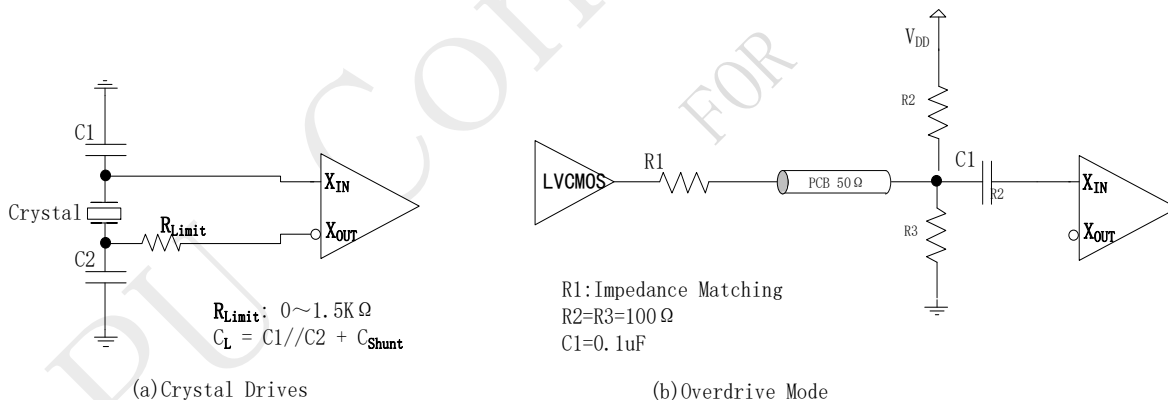 C1
Crystal
C2
R_Limit
X_IN
X_OUT
R_Limit: 0～1.5KΩ
C_L = C1//C2 + C_Shunt
(a)Crystal Drives
LVCMOS
R1
PCB 50Ω
V_DD
R2
C1
R2
R3
X_IN
X_OUT
R1:Impedance Matching
R2=R3=100Ω
C1=0.1uF
(b)Overdrive Mode
FOR